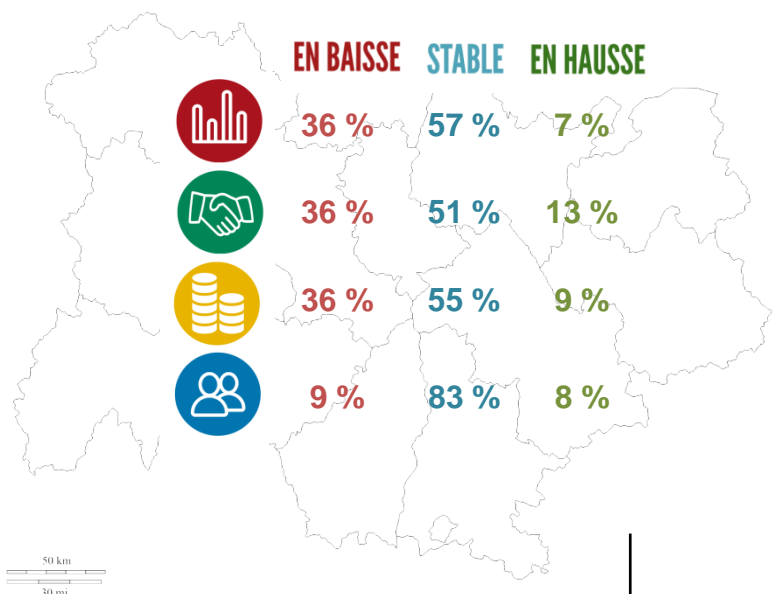 EN BAISSE STABLE EN HAUSSE
36 % 57 % 7 %
36 % 51 % 13 %
36 % 55 % 9 %
9 % 83 % 8 %
50 km
30 mi